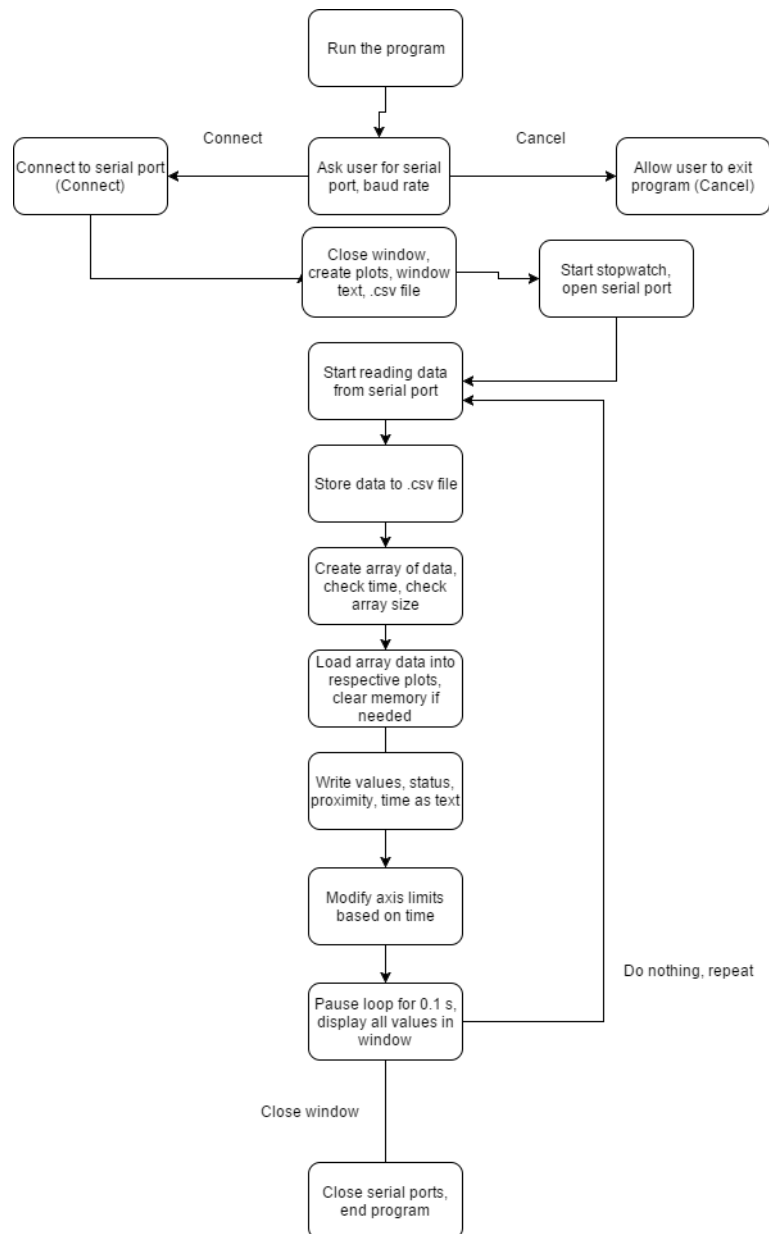 Run the program
Connect
Cancel
Connect to serial port
(Connect)
Ask user for serial
port, baud rate
Allow user to exit
program (Cancel)
Close window,
create plots, window
text, .csv file
Start stopwatch,
open serial port
Start reading data
from serial port
Store data to .csv file
Create array of data,
check time, check
array size
Load array data into
respective plots,
clear memory if
needed
Write values, status,
proximity, time as text
Modify axis limits
based on time
Do nothing, repeat
Pause loop for 0.1 s,
display all values in
window
Close window
Close serial ports,
end program